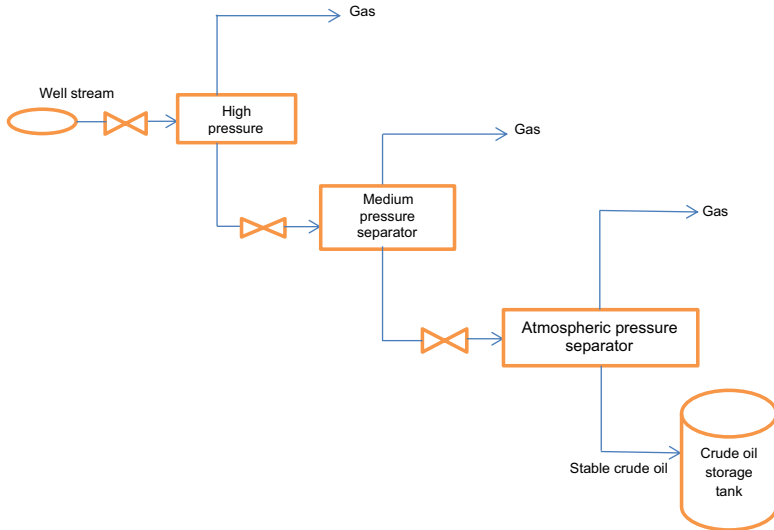 Gas
Well stream
High
pressure
Gas
Medium
pressure
separator
Gas
Atmospheric pressure
separator
Stable crude oil
Crude oil
storage
tank